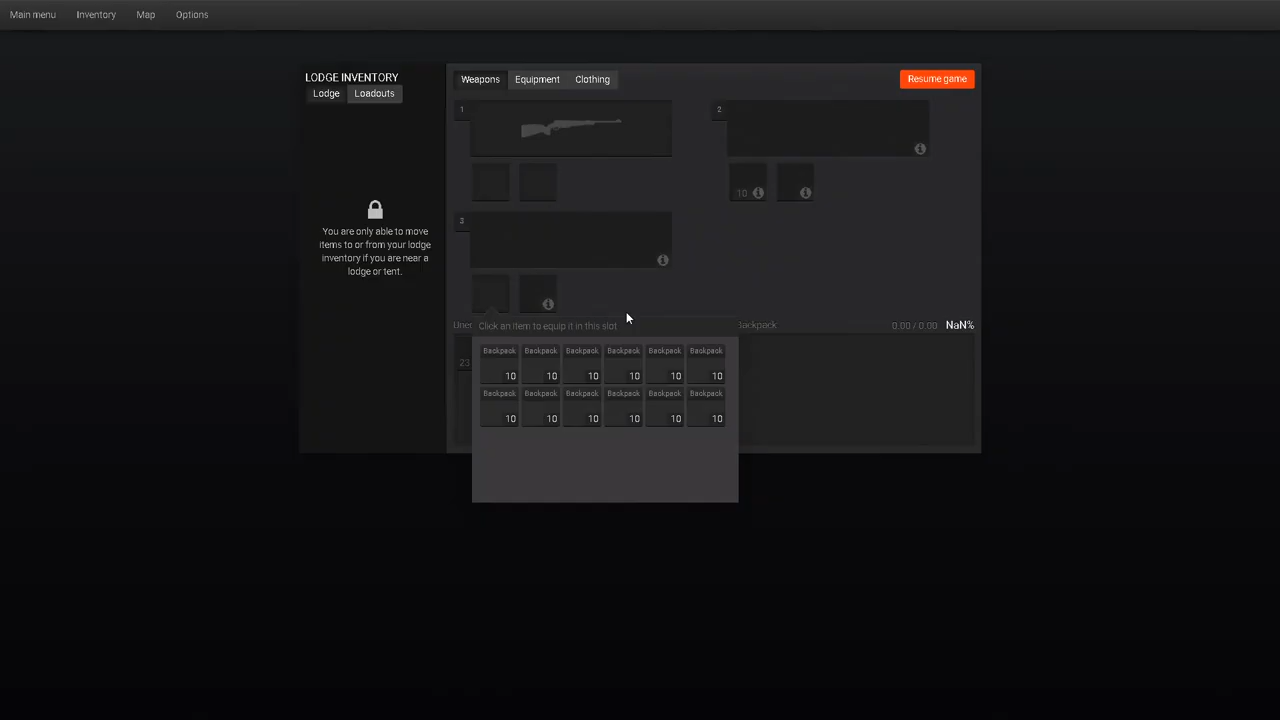 Main menu Inventory Map Options
LODGE INVENTORY
Lodge Loadouts
Weapons Equipment Clothing
Resume game
1
2
10
3
You are only able to move
items to or from your lodge
inventory if you are near a
lodge or tent.
Click an item to equip it in this slot
Backpack 0.00 / 0.00 NaN%
23
Backpack Backpack Backpack Backpack Backpack Backpack
10 10 10 10 10 10
Backpack Backpack Backpack Backpack Backpack Backpack
10 10 10 10 10 10